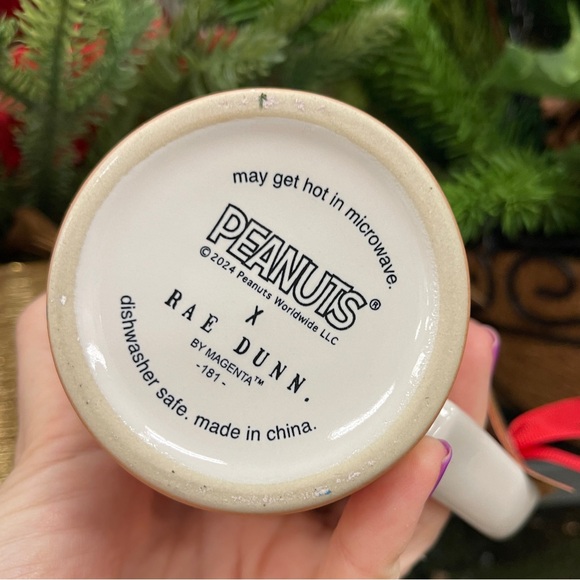 may get hot in microwave.
PEANUTS®
© 2024 Peanuts Worldwide LLC
X
RAE DUNN.
BY MAGENTA™
-181-
dishwasher safe. made in china.